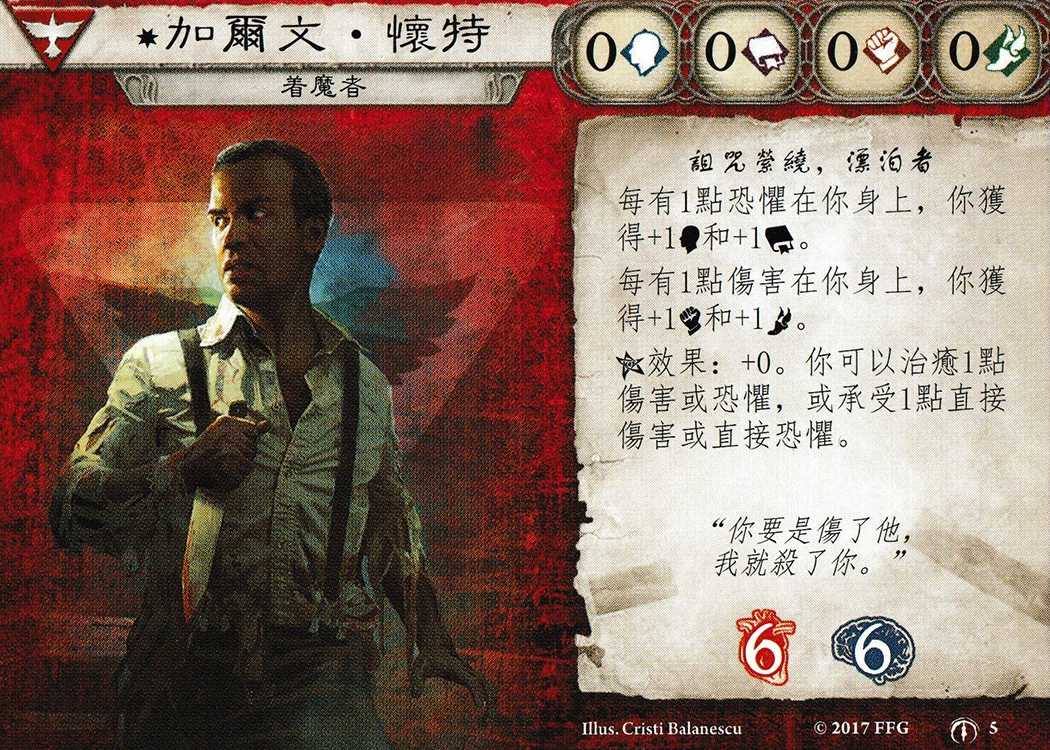 ✷加爾文·懷特
着魔者
0 0 0 0
詛咒縈繞，漂泊者
每有1點恐懼在你身上，你獲
得+1和+1。
每有1點傷害在你身上，你獲
得+1和+1。
效果：+0。你可以治癒1點
傷害或恐懼，或承受1點直接
傷害或直接恐懼。
“你要是傷了他，
我就殺了你。”
6 6
Illus. Cristi Balanescu © 2017 FFG 5